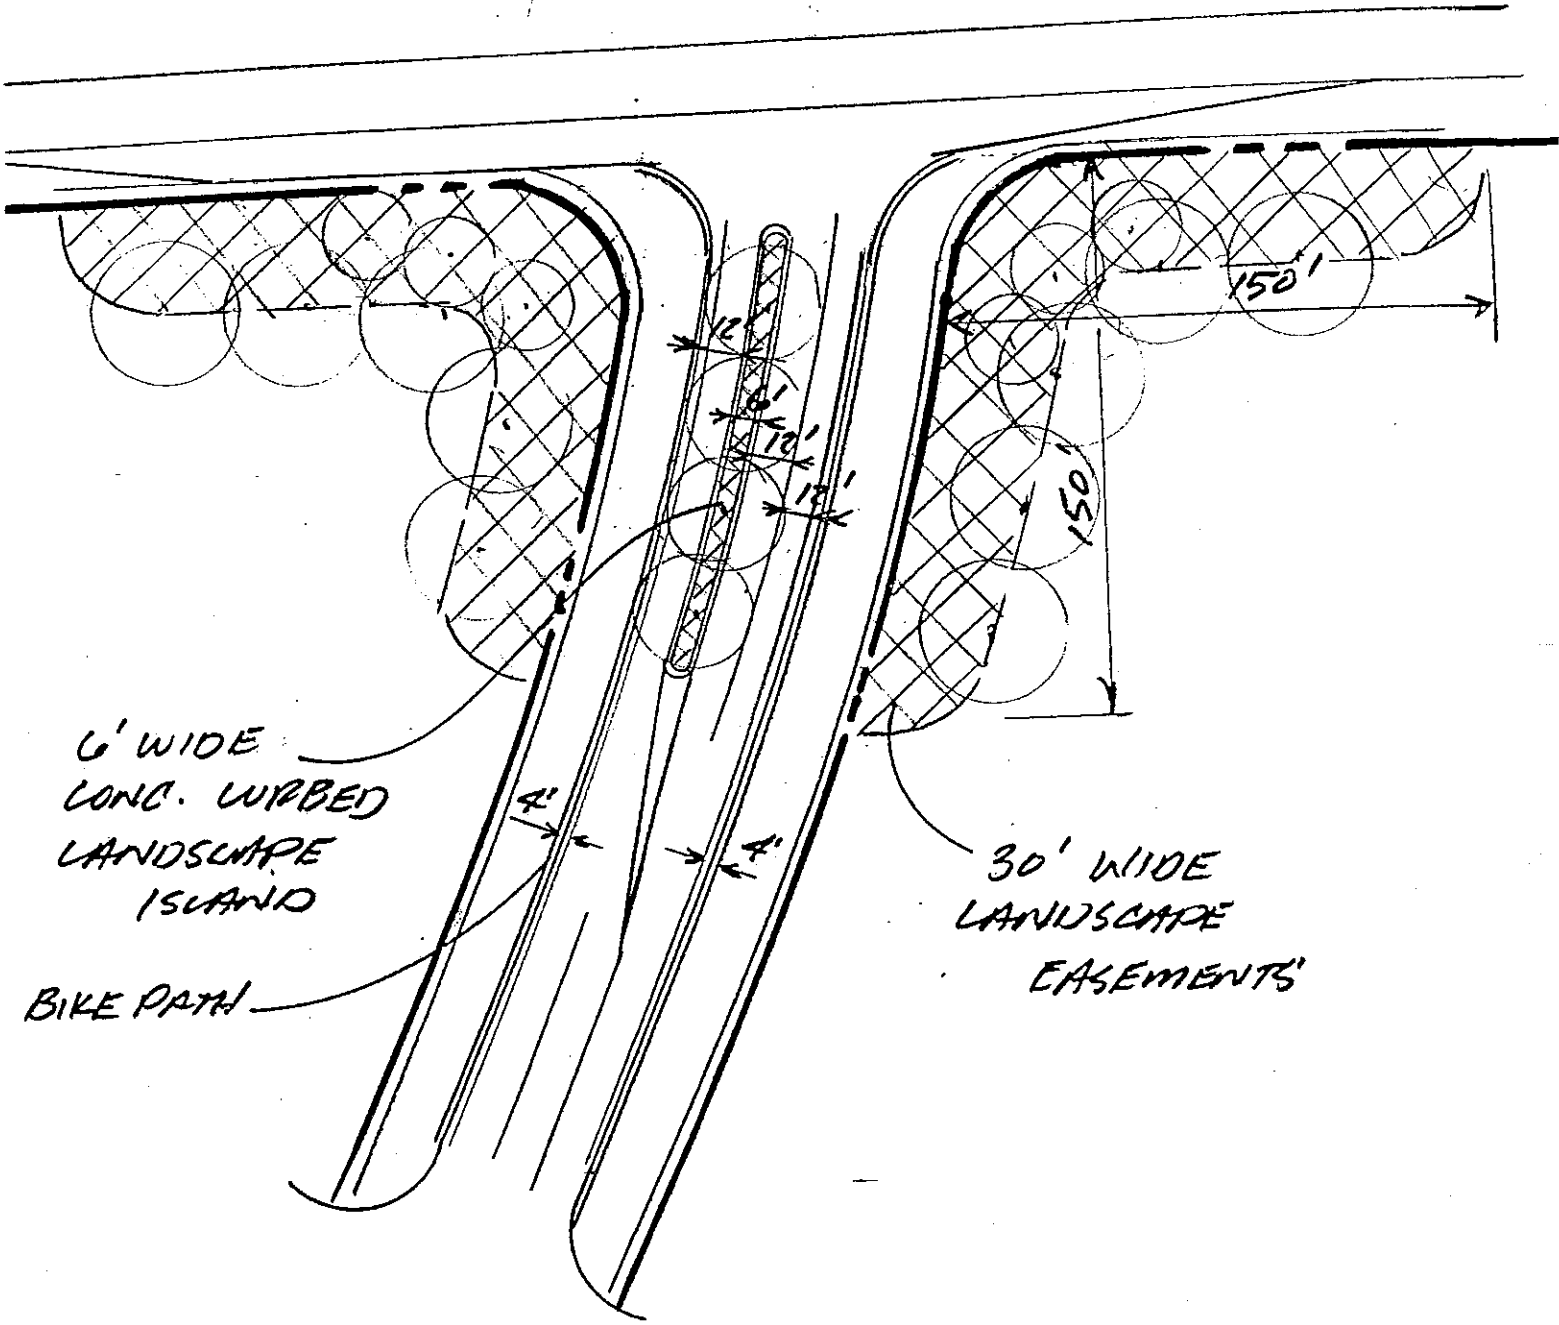 150'
12'
6'
12'
12'
150'
6' WIDE
CONC. CURBED
LANDSCAPE
ISLAND
4'
4'
30' WIDE
LANDSCAPE
EASEMENTS
BIKE PATH